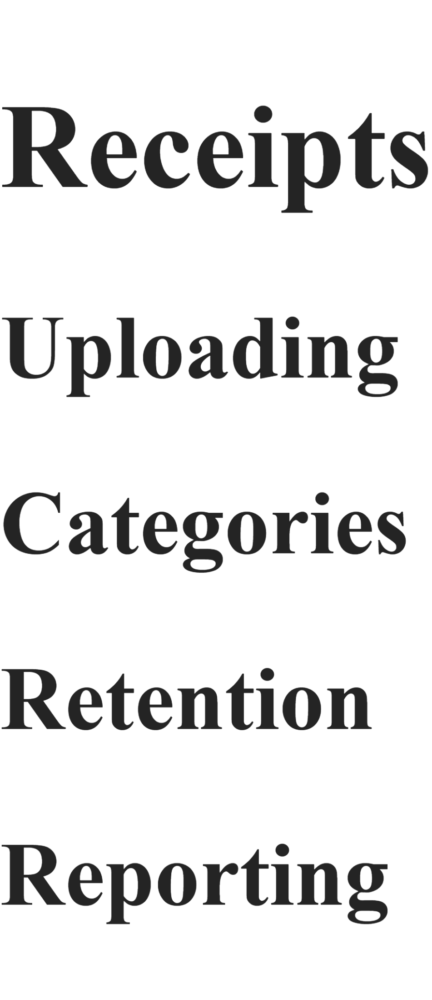 Receipts
Uploading
Categories
Retention
Reporting